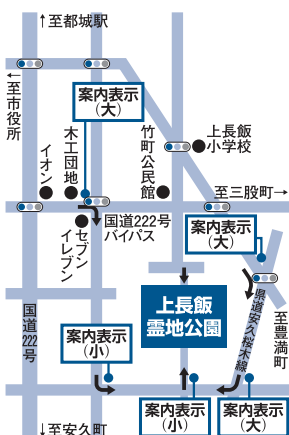 ↑至都城駅
←至市役所
案内表示
(大)
イオン
木工団地
竹町公民館
上長飯
小学校
至三股町→
セブン
イレブン
国道222号
バイパス
案内表示
(大)
上長飯
霊地公園
県道安久桜木線
至豊満町
国道222号
案内表示
(小)
案内表示
(小)
案内表示
(大)
↓至安久町